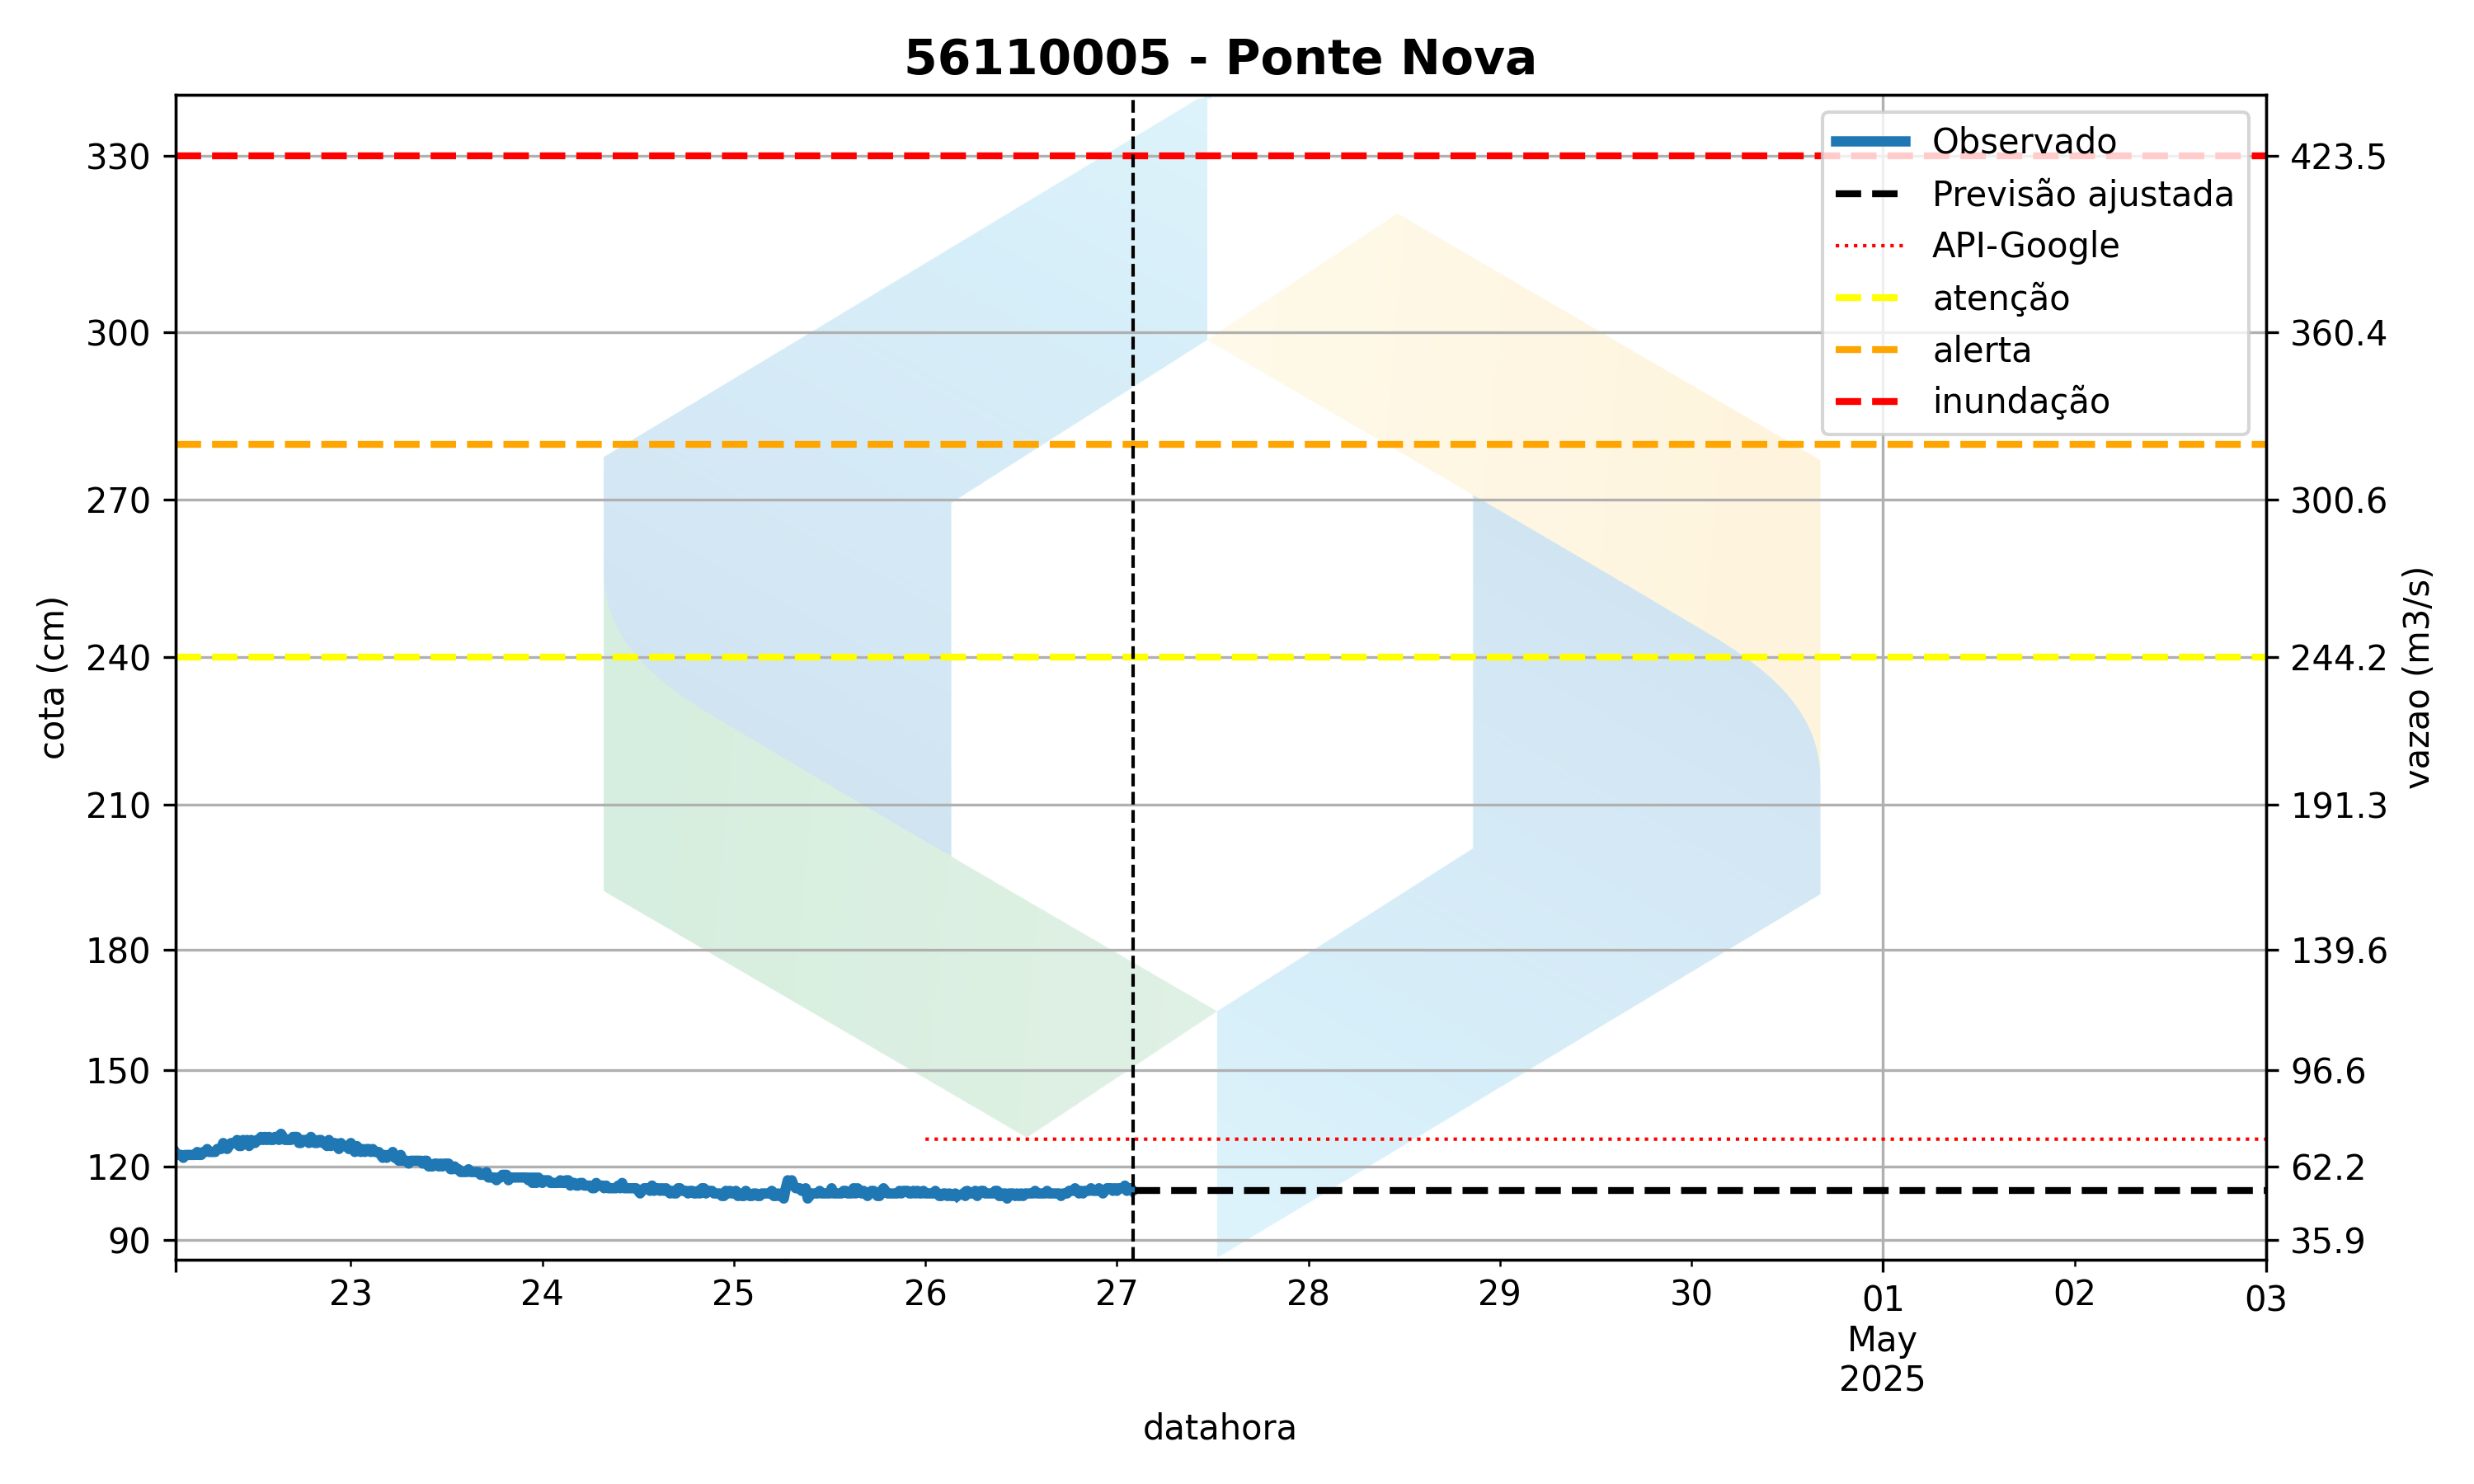 56110005 - Ponte Nova
cota (cm)
330
300
270
240
210
180
150
120
90
Observado
Previsão ajustada
API-Google
atenção
alerta
inundação
423.5
360.4
300.6
244.2
191.3
139.6
96.6
62.2
35.9
vazao (m3/s)
23 24 25 26 27 28 29 30 01 02 03
May
2025
datahora